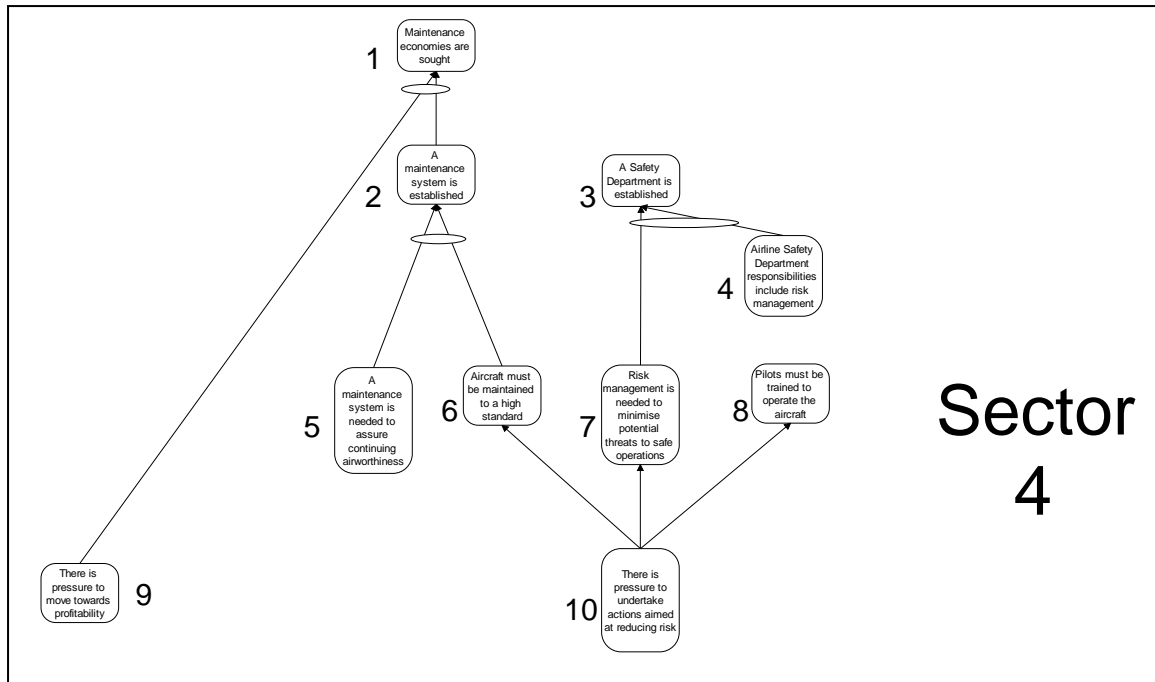 Maintenance
economies are
sought
1
A
maintenance
system is
established
2
A Safety
Department is
established
3
Airline Safety
Department
responsibilities
include risk
management
4
A
maintenance
system is
needed to
assure
continuing
airworthiness
5
Aircraft must
be maintained
to a high
standard
6
Risk
management is
needed to
minimise
potential
threats to safe
operations
7
Pilots must be
trained to
operate the
aircraft
8
Sector
4
There is
pressure to
move towards
profitability
9
There is
pressure to
undertake
actions aimed
at reducing risk
10